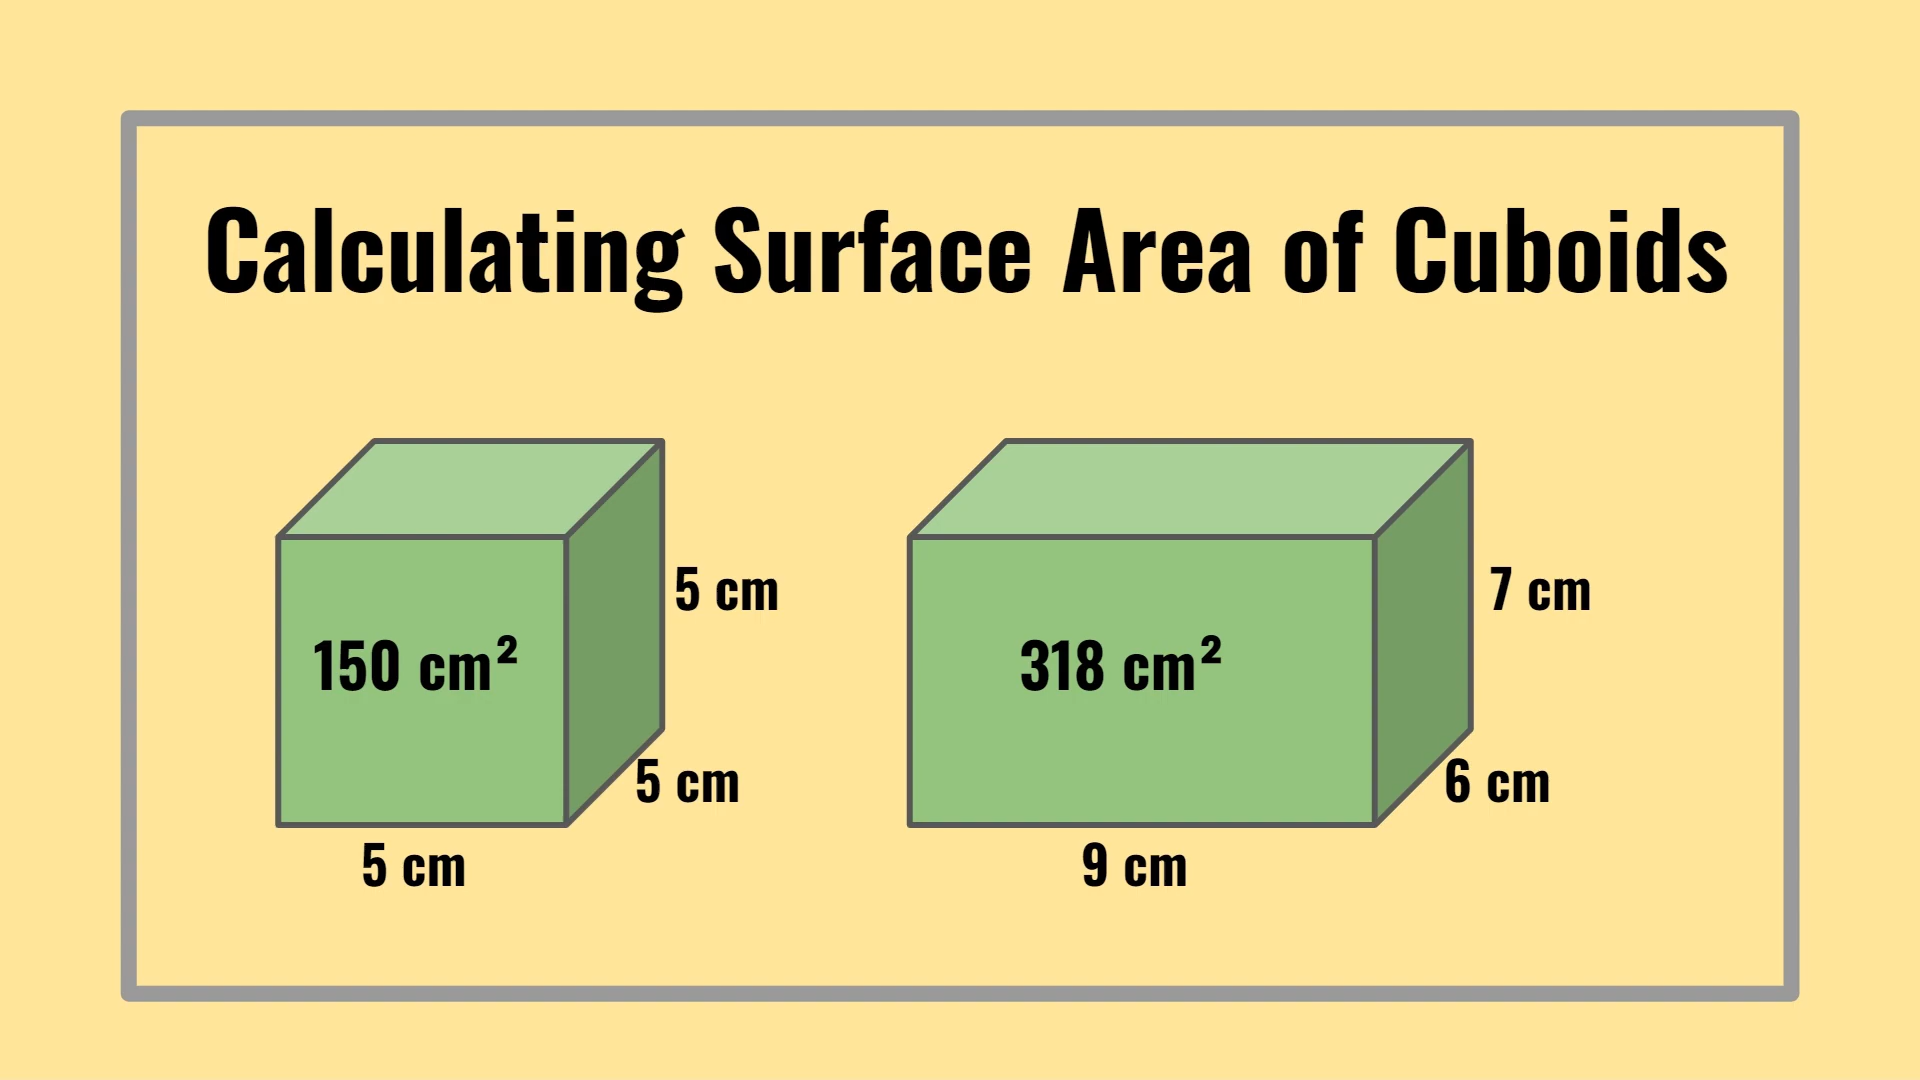 Calculating Surface Area of Cuboids
5 cm
7 cm
150 cm²
318 cm²
5 cm
6 cm
5 cm
9 cm